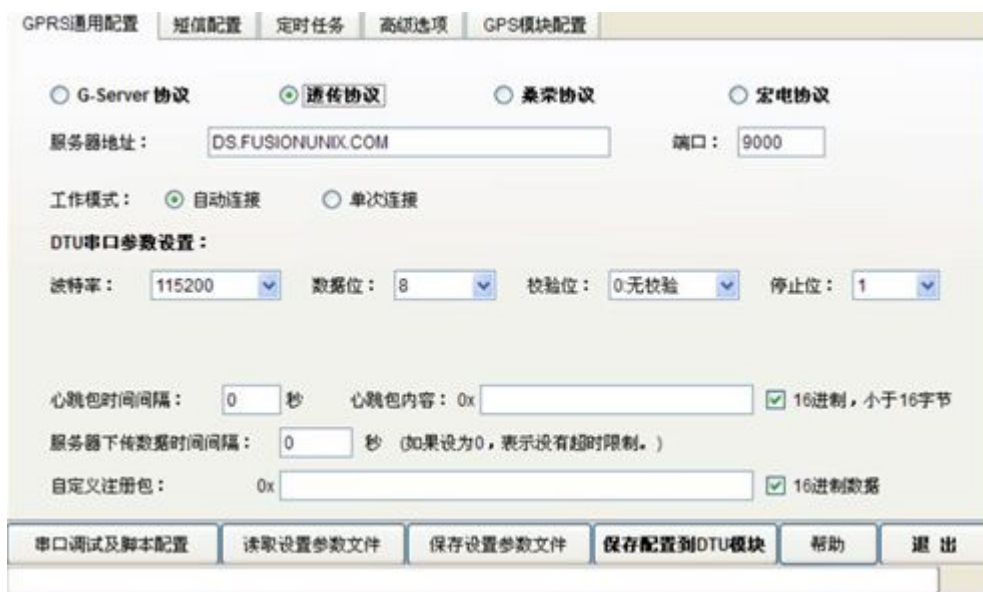 GPRS通用配置 短信配置 定时任务 高级选项 GPS模块配置
G-Server 协议 透传协议 桑荣协议 宏电协议
服务器地址： DS.FUSIONUNIX.COM 端口： 9000
工作模式： 自动连接 单次连接
DTU串口参数设置：
波特率： 115200 数据位： 8 校验位： 0:无校验 停止位： 1
心跳包时间间隔： 0 秒 心跳包内容： 0x 16进制，小于16字节
服务器下传数据时间间隔： 0 秒 (如果设为0，表示没有超时限制。)
自定义注册包： 0x 16进制数据
串口调试及脚本配置 读取设置参数文件 保存设置参数文件 保存配置到DTU模块 帮助 退 出